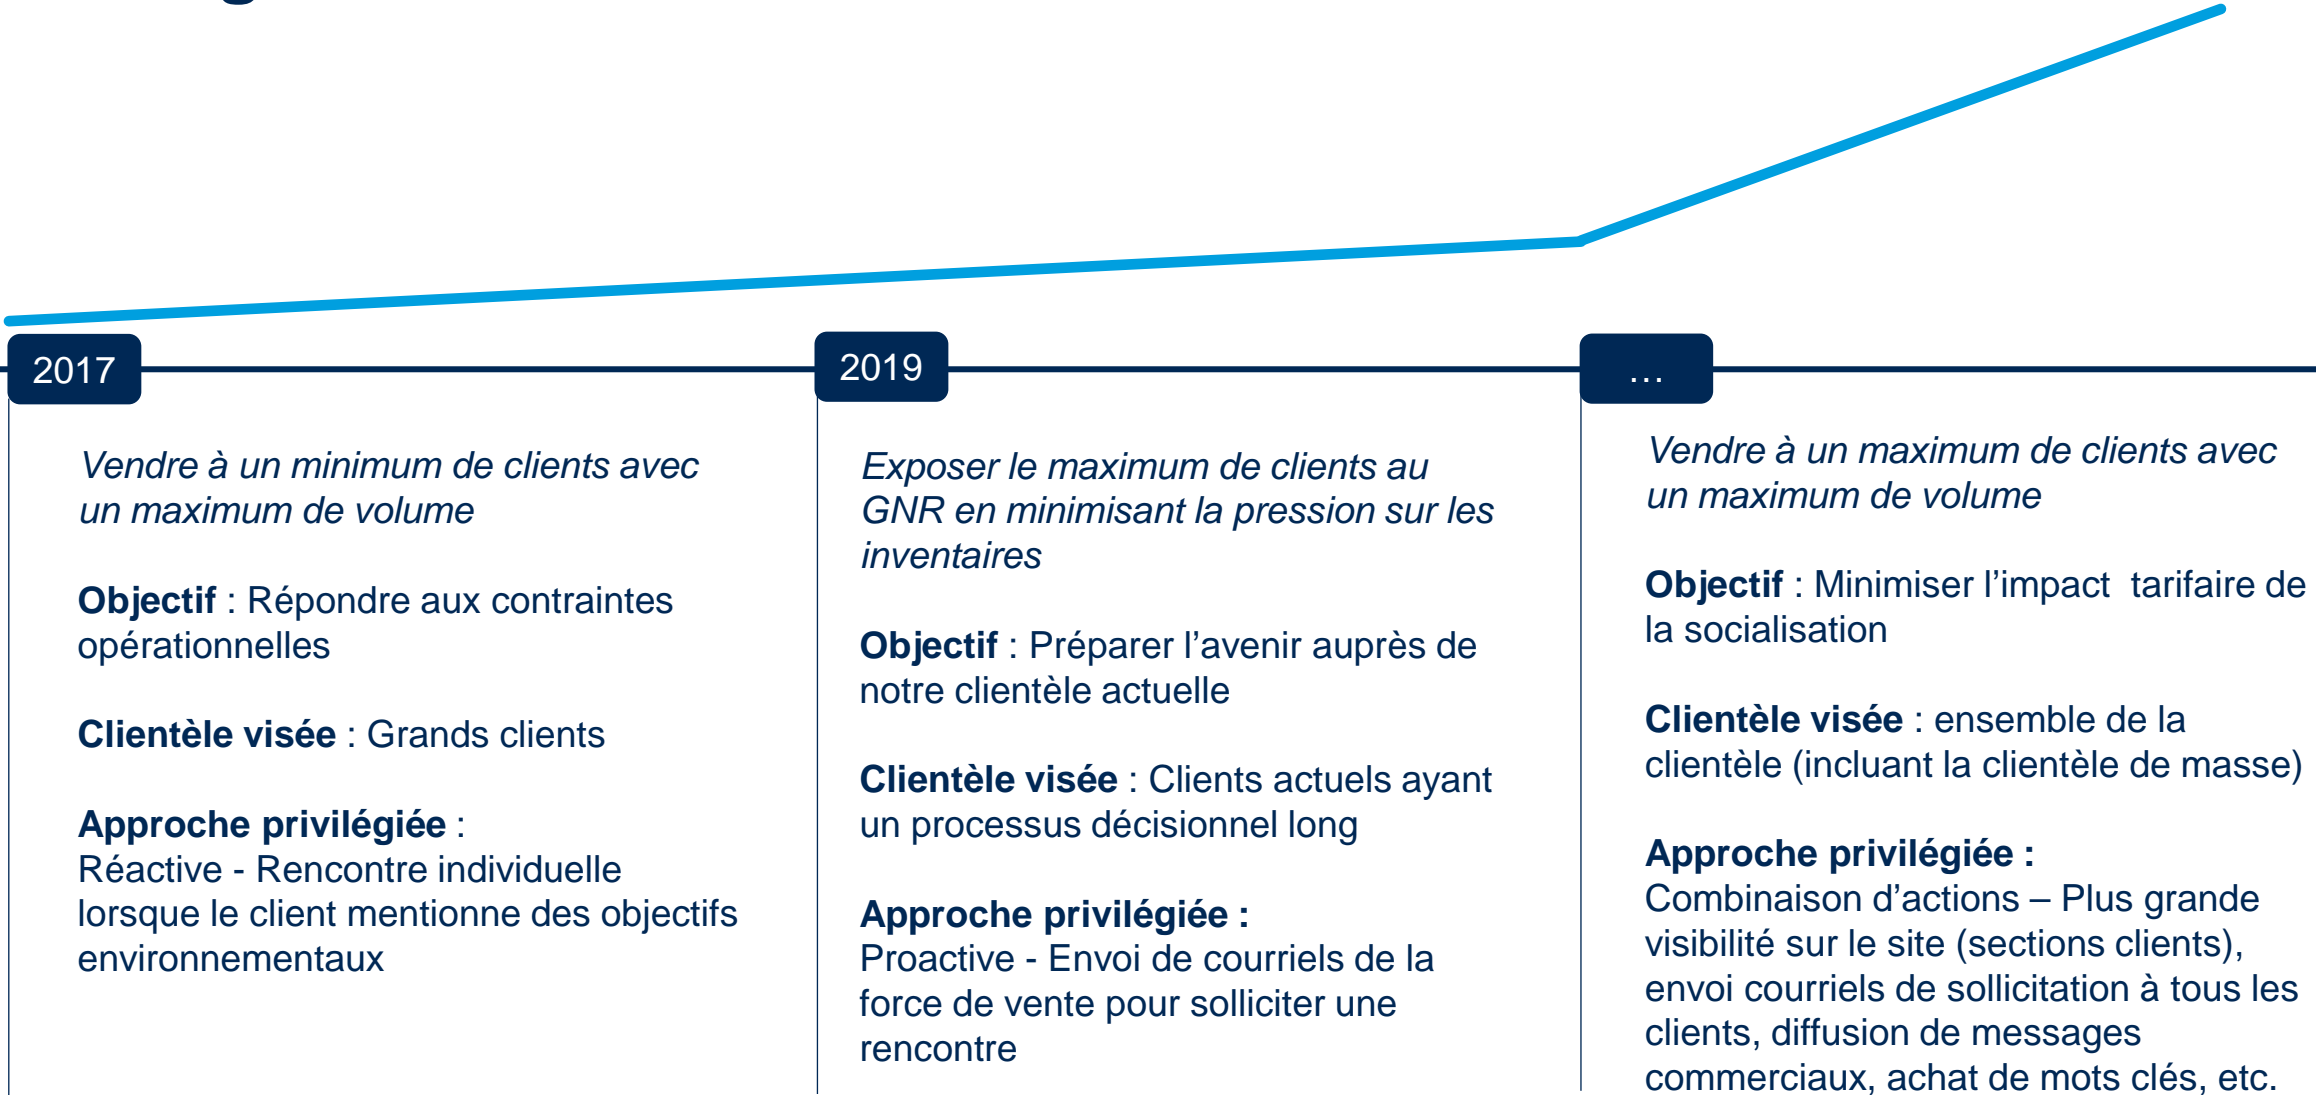 2017
Vendre à un minimum de clients avec
un maximum de volume
Objectif : Répondre aux contraintes
opérationnelles
Clientèle visée : Grands clients
Approche privilégiée :
Réactive - Rencontre individuelle
lorsque le client mentionne des objectifs
environnementaux
2019
Exposer le maximum de clients au
GNR en minimisant la pression sur les
inventaires
Objectif : Préparer l’avenir auprès de
notre clientèle actuelle
Clientèle visée : Clients actuels ayant
un processus décisionnel long
Approche privilégiée :
Proactive - Envoi de courriels de la
force de vente pour solliciter une
rencontre
…
Vendre à un maximum de clients avec
un maximum de volume
Objectif : Minimiser l’impact  tarifaire de
la socialisation
Clientèle visée : ensemble de la
clientèle (incluant la clientèle de masse)
Approche privilégiée :
Combinaison d’actions – Plus grande
visibilité sur le site (sections clients),
envoi courriels de sollicitation à tous les
clients, diffusion de messages
commerciaux, achat de mots clés, etc.